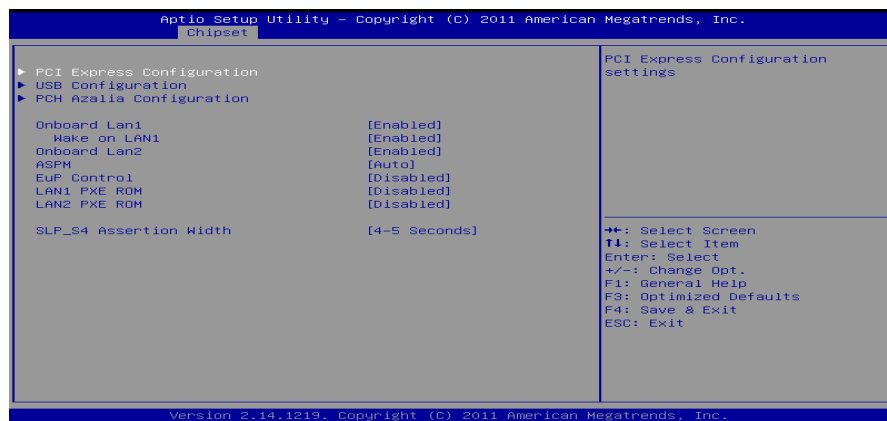 Aptio Setup Utility – Copyright (C) 2011 American Megatrends, Inc.
Chipset
► PCI Express Configuration
► USB Configuration
► PCH Azalia Configuration
Onboard Lan1 [Enabled]
Wake on LAN1 [Enabled]
Onboard Lan2 [Enabled]
ASPM [Auto]
EuP Control [Disabled]
LAN1 PXE ROM [Disabled]
LAN2 PXE ROM [Disabled]
SLP_S4 Assertion Width [4-5 Seconds]
PCI Express Configuration
settings
→←: Select Screen
↑↓: Select Item
Enter: Select
+/-: Change Opt.
F1: General Help
F3: Optimized Defaults
F4: Save & Exit
ESC: Exit
Version 2.14.1219. Copyright (C) 2011 American Megatrends, Inc.